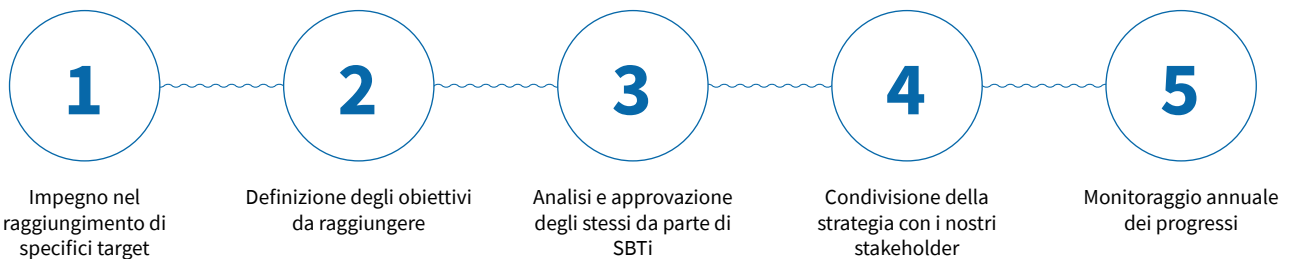 1
2
3
4
5
Impegno nel
raggiungimento di
specifici target
Definizione degli obiettivi
da raggiungere
Analisi e approvazione
degli stessi da parte di
SBTi
Condivisione della
strategia con i nostri
stakeholder
Monitoraggio annuale
dei progressi